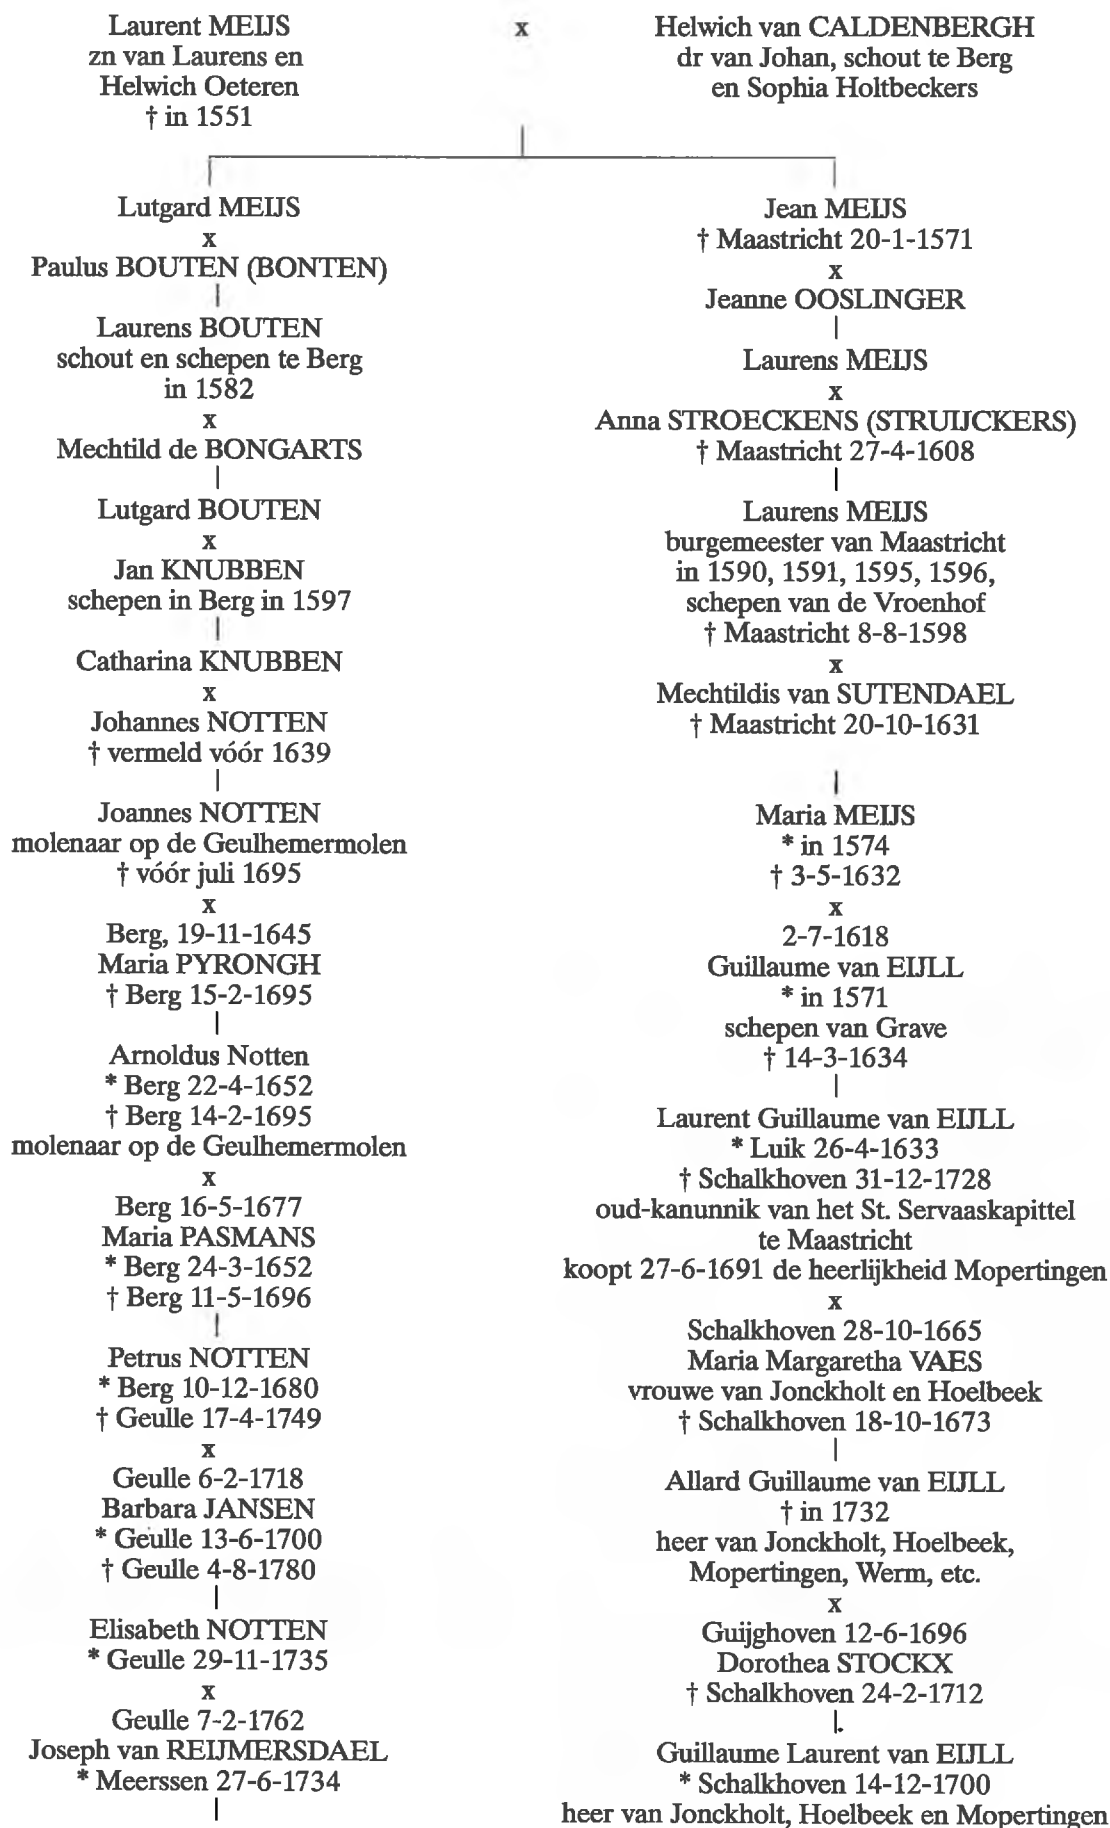 Laurent MEIJS
zn van Laurens en
Helwich Oeteren
† in 1551
x
Helwich van CALDENBERGH
dr van Johan, schout te Berg
en Sophia Holtbeckers
Lutgard MEIJS
x
Paulus BOUTEN (BONTEN)
Laurens BOUTEN
schout en schepen te Berg
in 1582
x
Mechtild de BONGARTS
Lutgard BOUTEN
x
Jan KNUBBEN
schepen in Berg in 1597
Catharina KNUBBEN
x
Johannes NOTTEN
† vermeld vóór 1639
Joannes NOTTEN
molenaar op de Geulhemermolen
† vóór juli 1695
x
Berg, 19-11-1645
Maria PYRONGH
† Berg 15-2-1695
Arnoldus Notten
* Berg 22-4-1652
† Berg 14-2-1695
molenaar op de Geulhemermolen
x
Berg 16-5-1677
Maria PASMANS
* Berg 24-3-1652
† Berg 11-5-1696
Petrus NOTTEN
* Berg 10-12-1680
† Geulle 17-4-1749
x
Geulle 6-2-1718
Barbara JANSEN
* Geulle 13-6-1700
† Geulle 4-8-1780
Elisabeth NOTTEN
* Geulle 29-11-1735
x
Geulle 7-2-1762
Joseph van REIJMERSDAEL
* Meerssen 27-6-1734
Jean MEIJS
† Maastricht 20-1-1571
x
Jeanne OOSLINGER
Laurens MEIJS
x
Anna STROECKENS (STRUIJCKERS)
† Maastricht 27-4-1608
Laurens MEIJS
burgemeester van Maastricht
in 1590, 1591, 1595, 1596,
schepen van de Vroenhof
† Maastricht 8-8-1598
x
Mechtildis van SUTENDAEL
† Maastricht 20-10-1631
Maria MEIJS
* in 1574
† 3-5-1632
x
2-7-1618
Guillaume van EIJLL
* in 1571
schepen van Grave
† 14-3-1634
Laurent Guillaume van EIJLL
* Luik 26-4-1633
† Schalkhoven 31-12-1728
oud-kanunnik van het St. Servaaskapittel
te Maastricht
koopt 27-6-1691 de heerlijkheid Mopertingen
x
Schalkhoven 28-10-1665
Maria Margaretha VAES
vrouwe van Jonckholt en Hoelbeek
† Schalkhoven 18-10-1673
Allard Guillaume van EIJLL
† in 1732
heer van Jonckholt, Hoelbeek,
Mopertingen, Werm, etc.
x
Guijghoven 12-6-1696
Dorothea STOCKX
† Schalkhoven 24-2-1712
Guillaume Laurent van EIJLL
* Schalkhoven 14-12-1700
heer van Jonckholt, Hoelbeek en Mopertingen